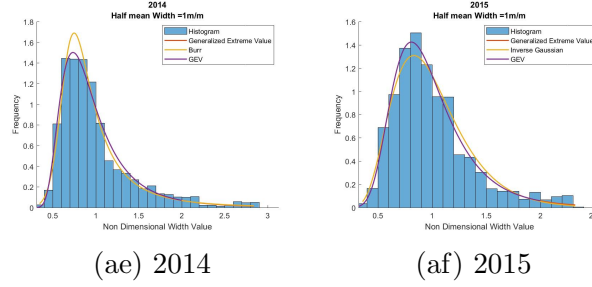 2014
Half mean Width =1m/m
Histogram
Generalized Extreme Value
Burr
GEV
Frequency
1.8
1.6
1.4
1.2
1
0.8
0.6
0.4
0.2
0
0.5
1
1.5
2
2.5
3
Non Dimensional Width Value
(ae) 2014
2015
Half mean Width =1m/m
Histogram
Generalized Extreme Value
Inverse Gaussian
GEV
Frequency
1.6
1.4
1.2
1
0.8
0.6
0.4
0.2
0
0.5
1
1.5
2
2.5
Non Dimensional Width Value
(af) 2015